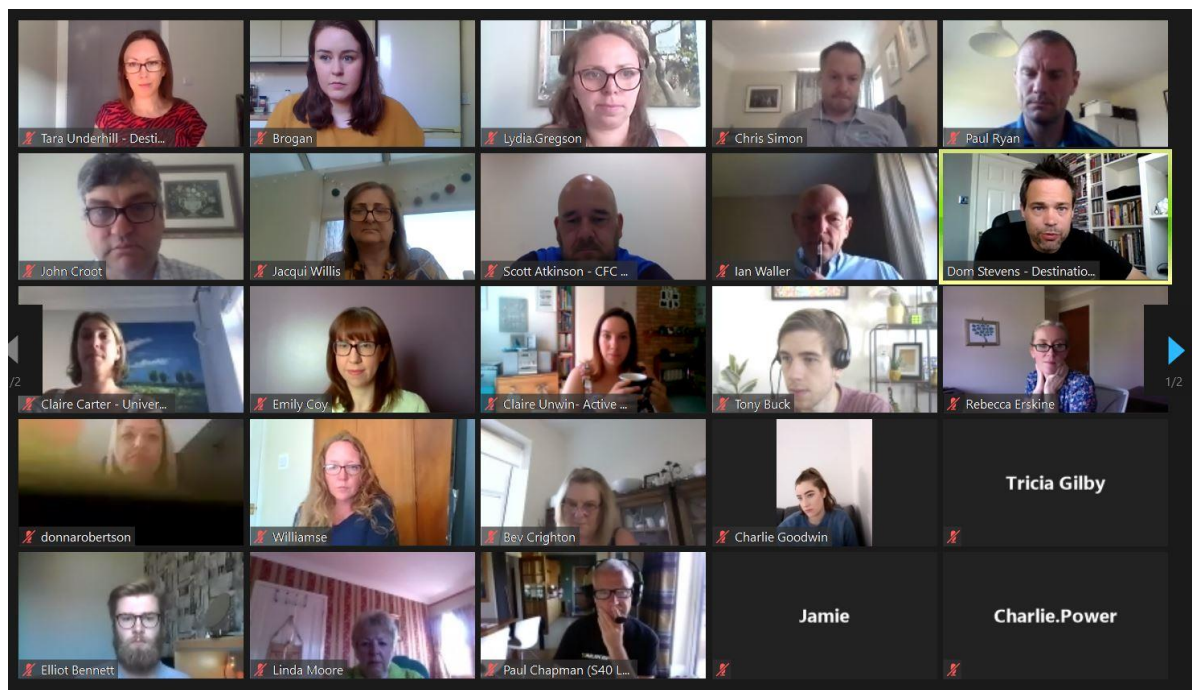 Tara Underhill - Desti...
Brogan
Lydia.Gregson
Chris Simon
Paul Ryan
John Croot
Jacqui Willis
Scott Atkinson - CFC ...
Ian Waller
Dom Stevens - Destinatio...
/2
Claire Carter - Univer...
Emily Coy
Claire Unwin- Active ...
Tony Buck
Rebecca Erskine
1/2
donnarobertson
Williamse
Bev Crighton
Charlie Goodwin
Tricia Gilby
Elliot Bennett
Linda Moore
Paul Chapman (S40 L...
Jamie
Charlie.Power